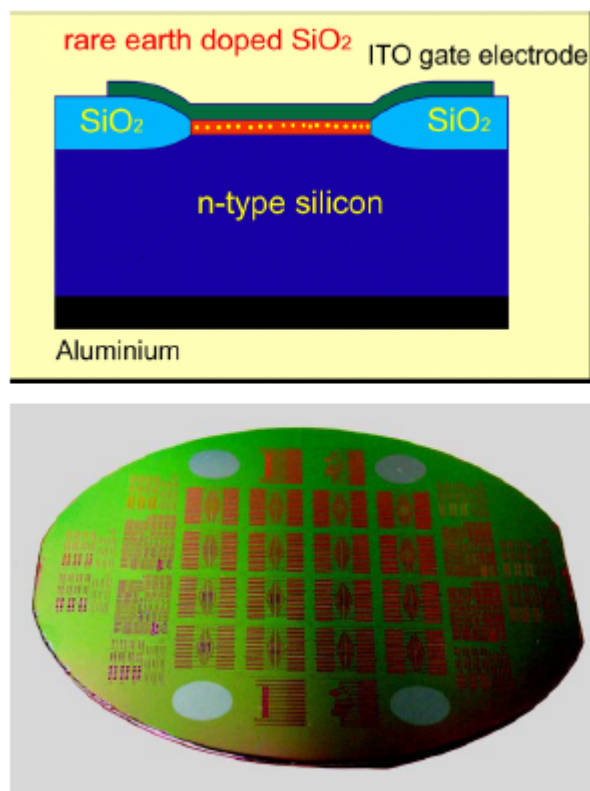 rare earth doped SiO₂
ITO gate electrode
SiO₂
SiO₂
n-type silicon
Aluminium